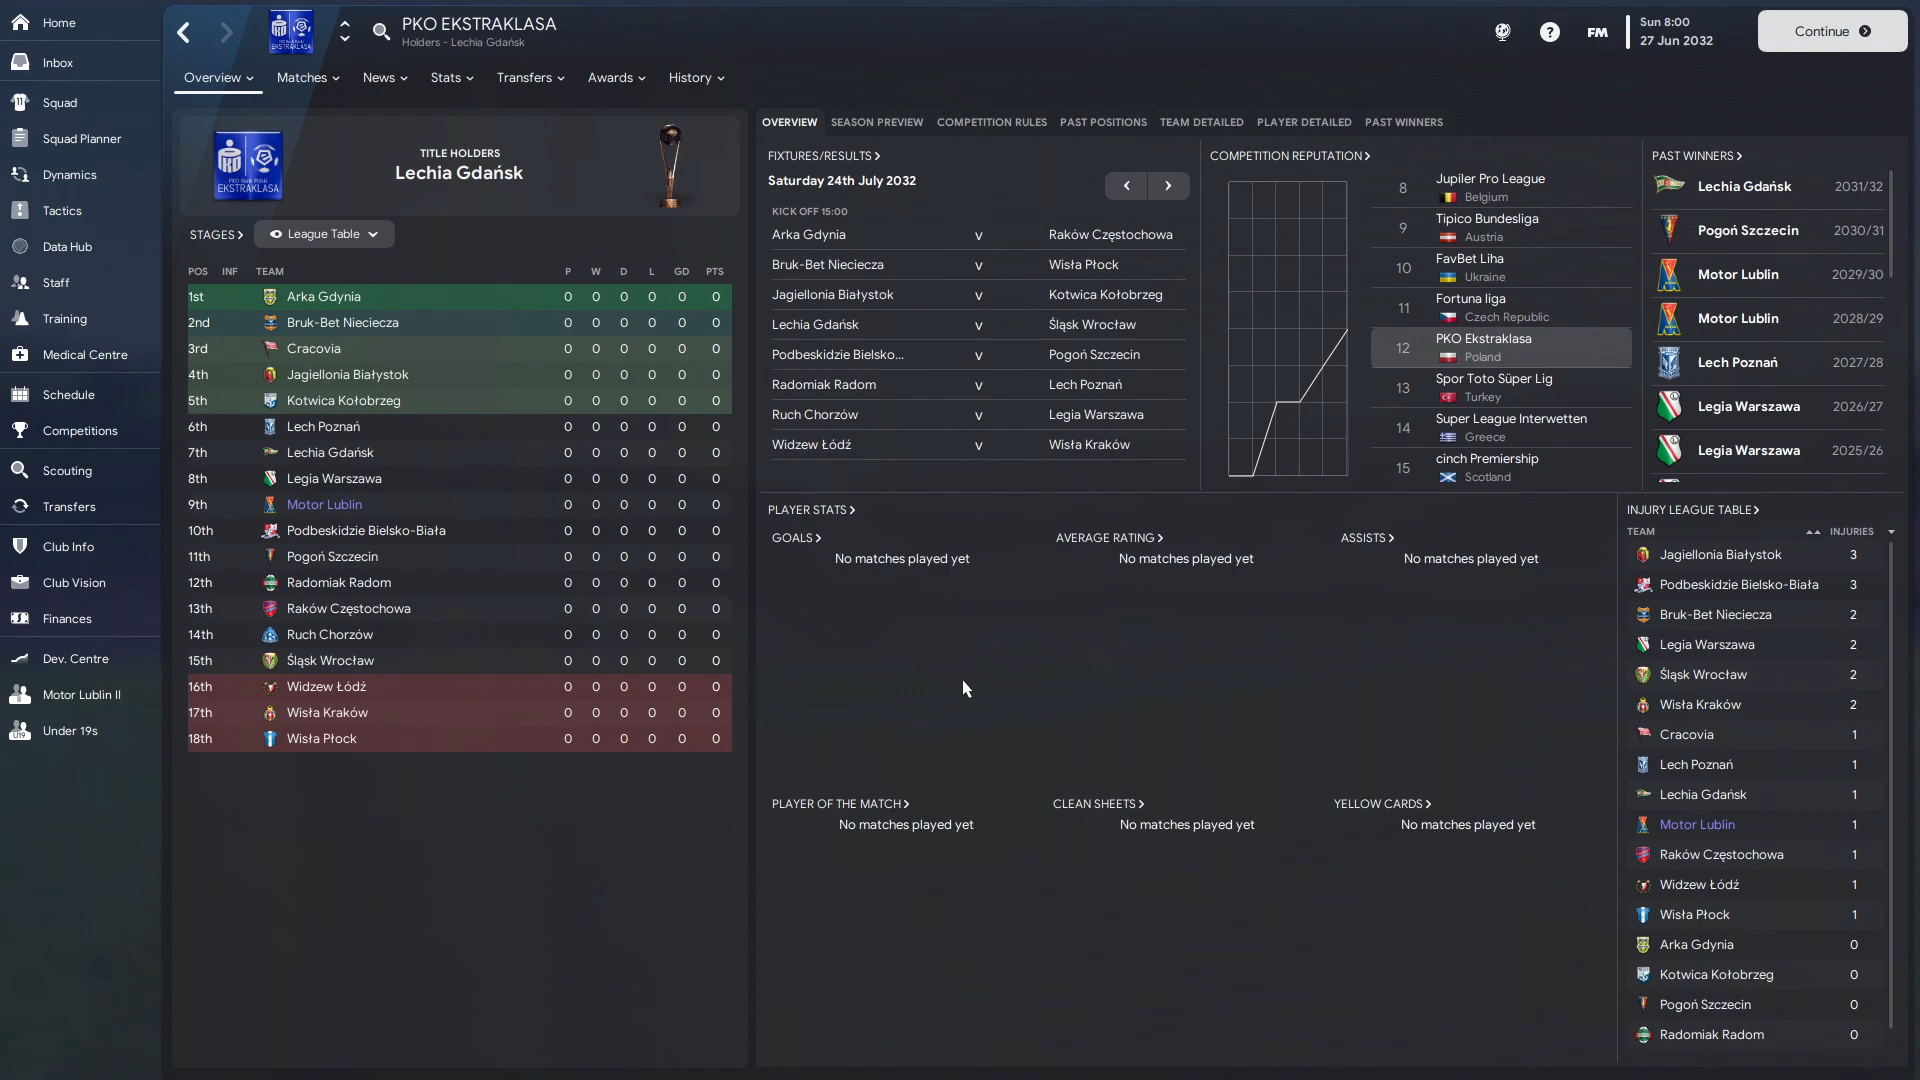 Home
Inbox
Squad
Squad Planner
Dynamics
Tactics
Data Hub
Staff
Training
Medical Centre
Schedule
Competitions
Scouting
Transfers
Club Info
Club Vision
Finances
Dev. Centre
Motor Lublin II
Under 19s
PKO EKSTRAKLASA
Holders - Lechia Gdańsk
FM
Sun 8:00
27 Jun 2032
Continue
Overview
Matches
News
Stats
Transfers
Awards
History
TITLE HOLDERS
Lechia Gdańsk
STAGES
League Table
POS INF TEAM P W D L GD PTS
1st Arka Gdynia 0 0 0 0 0 0
2nd Bruk-Bet Nieciecza 0 0 0 0 0 0
3rd Cracovia 0 0 0 0 0 0
4th Jagiellonia Białystok 0 0 0 0 0 0
5th Kotwica Kołobrzeg 0 0 0 0 0 0
6th Lech Poznań 0 0 0 0 0 0
7th Lechia Gdańsk 0 0 0 0 0 0
8th Legia Warszawa 0 0 0 0 0 0
9th Motor Lublin 0 0 0 0 0 0
10th Podbeskidzie Bielsko-Biała 0 0 0 0 0 0
11th Pogoń Szczecin 0 0 0 0 0 0
12th Radomiak Radom 0 0 0 0 0 0
13th Raków Częstochowa 0 0 0 0 0 0
14th Ruch Chorzów 0 0 0 0 0 0
15th Śląsk Wrocław 0 0 0 0 0 0
16th Widzew Łódź 0 0 0 0 0 0
17th Wisła Kraków 0 0 0 0 0 0
18th Wisła Płock 0 0 0 0 0 0
OVERVIEW
SEASON PREVIEW
COMPETITION RULES
PAST POSITIONS
TEAM DETAILED
PLAYER DETAILED
PAST WINNERS
FIXTURES/RESULTS
Saturday 24th July 2032
KICK OFF 15:00
Arka Gdynia v Raków Częstochowa
Bruk-Bet Nieciecza v Wisła Płock
Jagiellonia Białystok v Kotwica Kołobrzeg
Lechia Gdańsk v Śląsk Wrocław
Podbeskidzie Bielsko... v Pogoń Szczecin
Radomiak Radom v Lech Poznań
Ruch Chorzów v Legia Warszawa
Widzew Łódź v Wisła Kraków
COMPETITION REPUTATION
8 Jupiler Pro League
Belgium
9 Tipico Bundesliga
Austria
10 FavBet Liha
Ukraine
11 Fortuna liga
Czech Republic
12 PKO Ekstraklasa
Poland
13 Spor Toto Süper Lig
Turkey
14 Super League Interwetten
Greece
15 cinch Premiership
Scotland
PAST WINNERS
Lechia Gdańsk 2031/32
Pogoń Szczecin 2030/31
Motor Lublin 2029/30
Motor Lublin 2028/29
Lech Poznań 2027/28
Legia Warszawa 2026/27
Legia Warszawa 2025/26
PLAYER STATS
GOALS
No matches played yet
AVERAGE RATING
No matches played yet
ASSISTS
No matches played yet
PLAYER OF THE MATCH
No matches played yet
CLEAN SHEETS
No matches played yet
YELLOW CARDS
No matches played yet
INJURY LEAGUE TABLE
TEAM INJURIES
Jagiellonia Białystok 3
Podbeskidzie Bielsko-Biała 3
Bruk-Bet Nieciecza 2
Legia Warszawa 2
Śląsk Wrocław 2
Wisła Kraków 2
Cracovia 1
Lech Poznań 1
Lechia Gdańsk 1
Motor Lublin 1
Raków Częstochowa 1
Widzew Łódź 1
Wisła Płock 1
Arka Gdynia 0
Kotwica Kołobrzeg 0
Pogoń Szczecin 0
Radomiak Radom 0